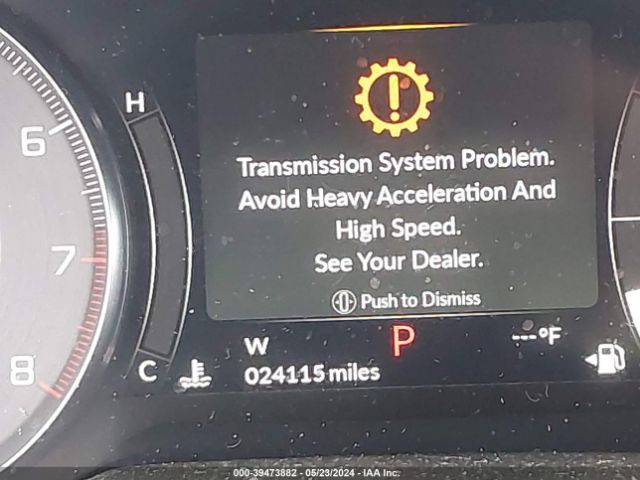 H
6
7
8
C
!
Transmission System Problem.
Avoid Heavy Acceleration And
High Speed.
See Your Dealer.
Push to Dismiss
W
P
---°F
024115 miles
000-39473882 - 05/23/2024 - IAA Inc.